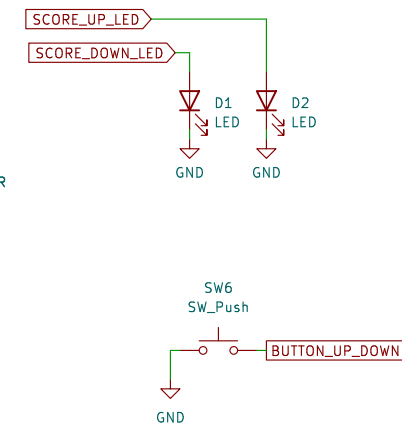 SCORE_UP_LED
SCORE_DOWN_LED
D1
LED
D2
LED
GND
GND
R
SW6
SW_Push
BUTTON_UP_DOWN
GND